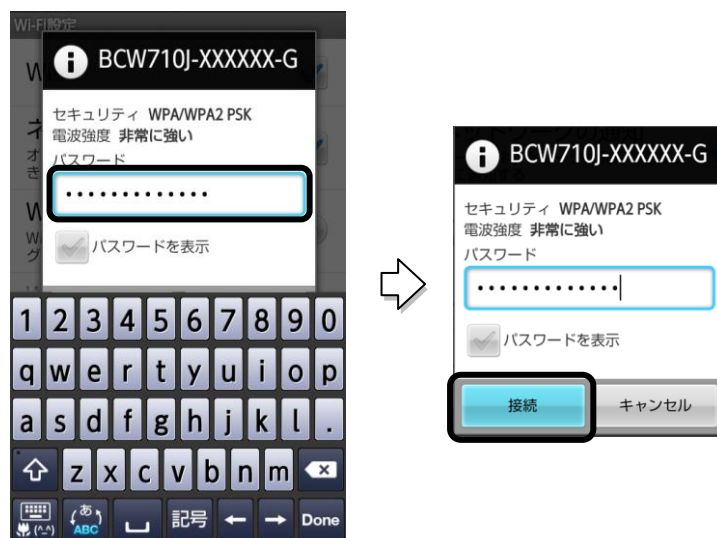 Wi-Fi設定
BCW710J-XXXXXX-G
セキュリティ WPA/WPA2 PSK
電波強度 非常に強い
パスワード
•••••••••••••
パスワードを表示
1 2 3 4 5 6 7 8 9 0
q w e r t y u i o p
a s d f g h j k l .
z x c v b n m
(^_^) あ ABC 記号 ← → Done
BCW710J-XXXXXX-G
セキュリティ WPA/WPA2 PSK
電波強度 非常に強い
パスワード
•••••••••••••
パスワードを表示
接続 キャンセル